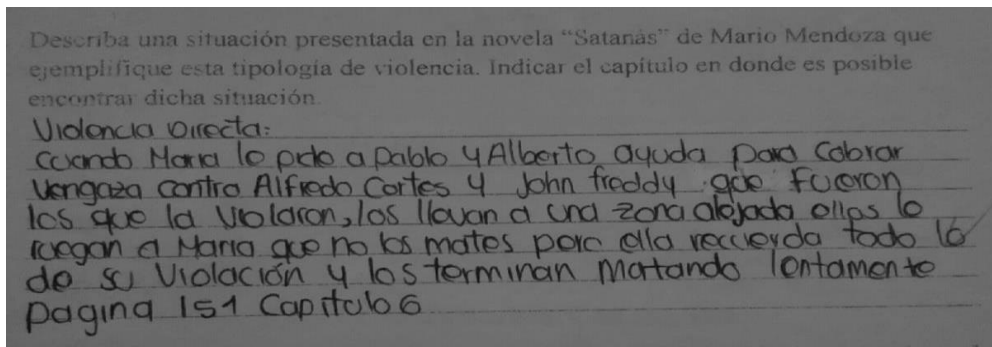 Describa una situación presentada en la novela “Satanás” de Mario Mendoza que
ejemplifique esta tipología de violencia. Indicar el capítulo en donde es posible
encontrar dicha situación.
Violencia Directa:
Cuando Maria le pide a Pablo y Alberto ayuda para Cobrar
Vengaza contra Alfredo Cortes y John freddy que fueron
los que la violaron, los llevan a una zona alejada ellos le
ruegan a Maria que no los mates pero ella recuerda todo lo
de su Violación y los terminan Matando lentamente
pagina 151 Capitulo 6